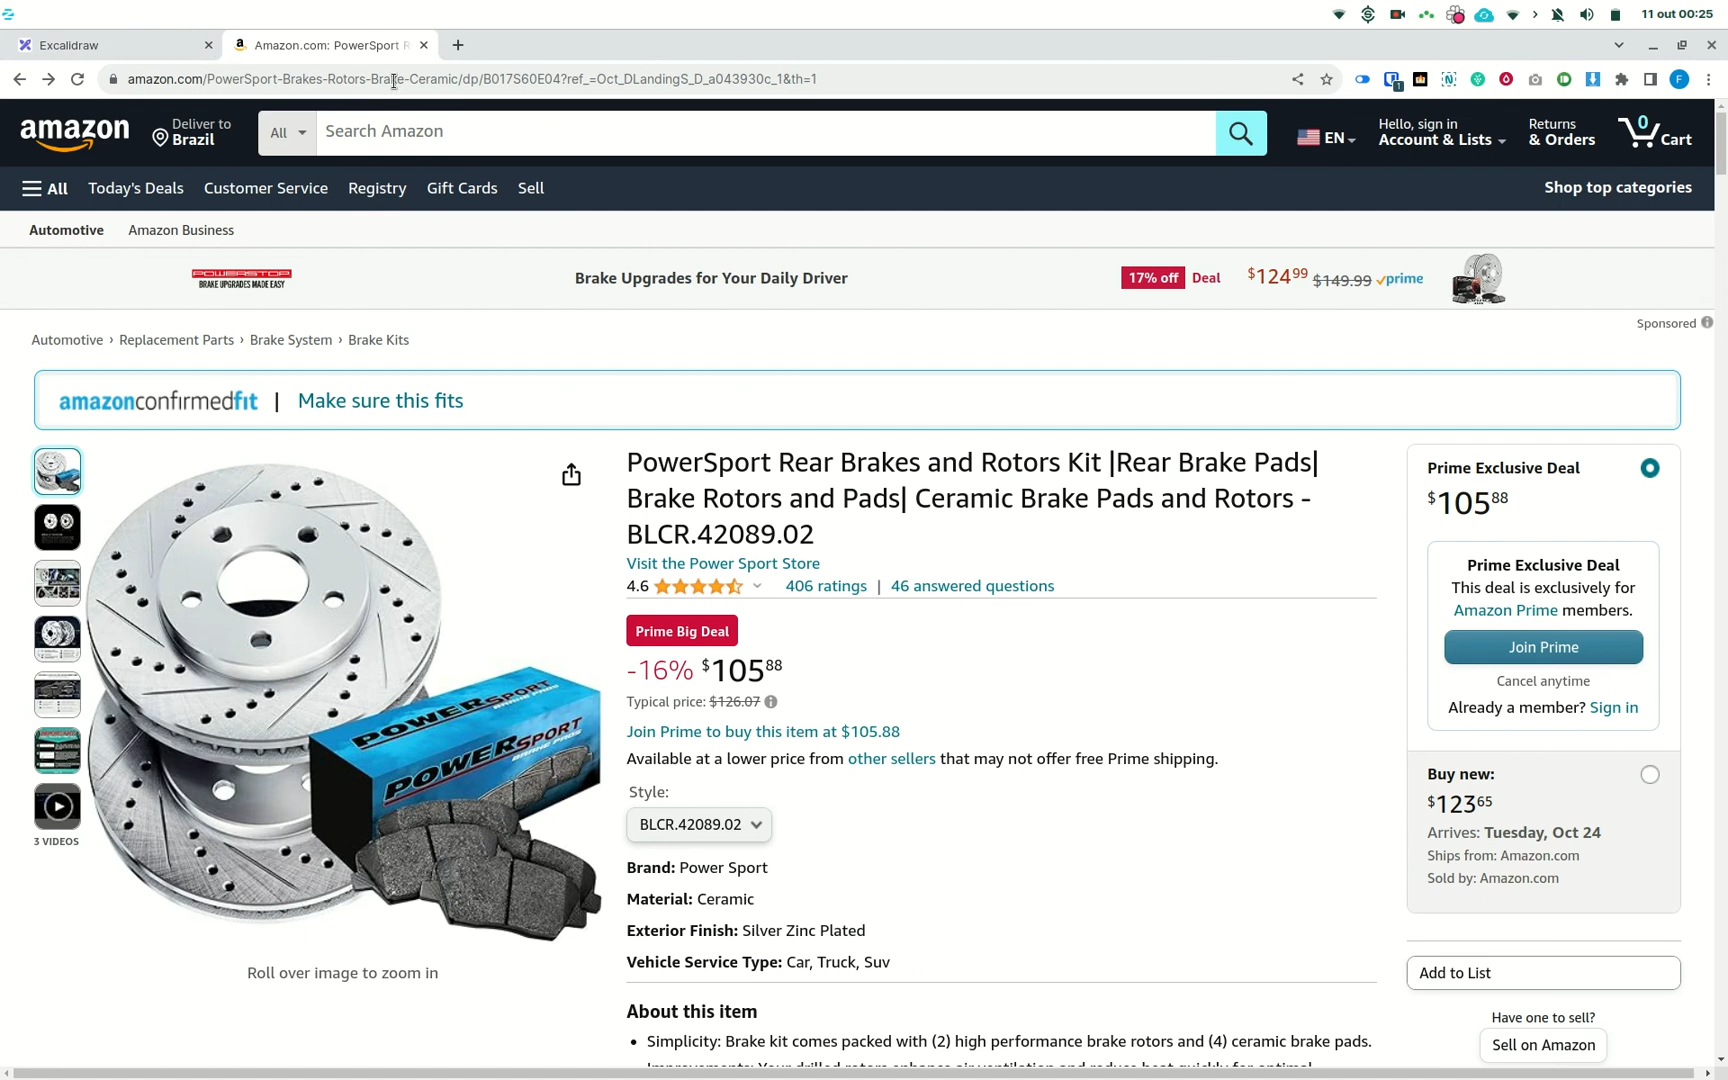 11 out 00:25
Excalidraw
Amazon.com: PowerSport R
amazon.com/PowerSport-Brakes-Rotors-Brake-Ceramic/dp/B017S60E04?ref_=Oct_DLandingS_D_a043930c_1&th=1
amazon
Deliver to
Brazil
All
Search Amazon
EN
Hello, sign in
Account & Lists
Returns
& Orders
0
Cart
All
Today's Deals
Customer Service
Registry
Gift Cards
Sell
Shop top categories
Automotive
Amazon Business
POWERSTOP
BRAKE UPGRADES MADE EASY
Brake Upgrades for Your Daily Driver
17% off Deal
$124.99 $149.99 prime
Sponsored
Automotive › Replacement Parts › Brake System › Brake Kits
amazonconfirmedfit | Make sure this fits
3 VIDEOS
POWERSPORT
POWERSPORT
BRAKE PADS
Roll over image to zoom in
PowerSport Rear Brakes and Rotors Kit |Rear Brake Pads|
Brake Rotors and Pads| Ceramic Brake Pads and Rotors -
BLCR.42089.02
Visit the Power Sport Store
4.6
406 ratings | 46 answered questions
Prime Big Deal
-16% $105.88
Typical price: $126.07
Join Prime to buy this item at $105.88
Available at a lower price from other sellers that may not offer free Prime shipping.
Style:
BLCR.42089.02
Brand: Power Sport
Material: Ceramic
Exterior Finish: Silver Zinc Plated
Vehicle Service Type: Car, Truck, Suv
About this item
• Simplicity: Brake kit comes packed with (2) high performance brake rotors and (4) ceramic brake pads.
Prime Exclusive Deal
$105.88
Prime Exclusive Deal
This deal is exclusively for
Amazon Prime members.
Join Prime
Cancel anytime
Already a member? Sign in
Buy new:
$123.65
Arrives: Tuesday, Oct 24
Ships from: Amazon.com
Sold by: Amazon.com
Add to List
Have one to sell?
Sell on Amazon